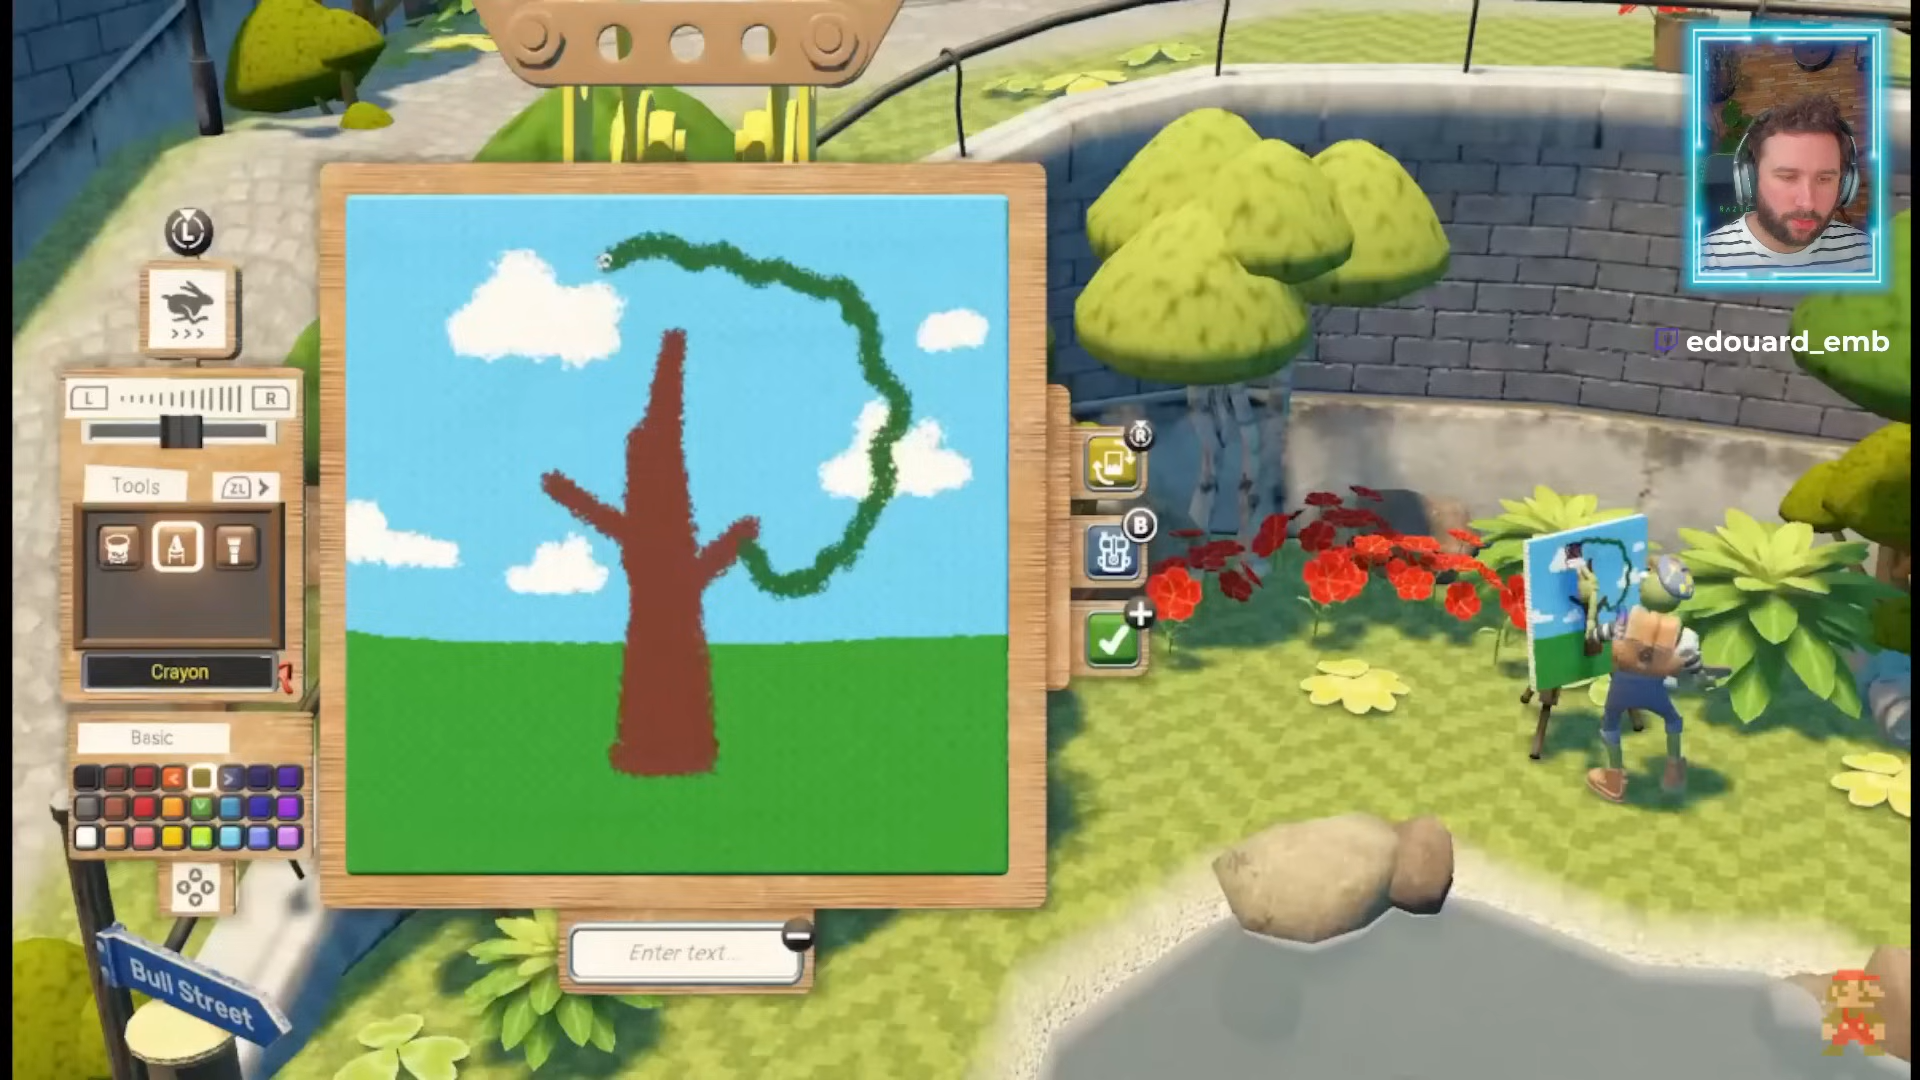 L
>>>
L
R
Tools
ZL
Crayon
Basic
R
B
edouard_emb
Enter text...
Bull Street